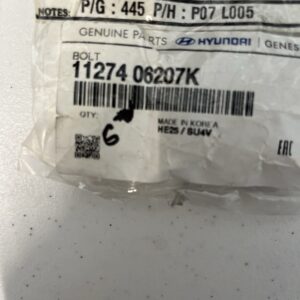 NOTES: P/G : 445 P/H : P07 L005
GENUINE PARTS HYUNDAI GENES
BOLT
11274 06207K
QTY:
6
MADE IN KOREA
HE25 / SU4V
EAC